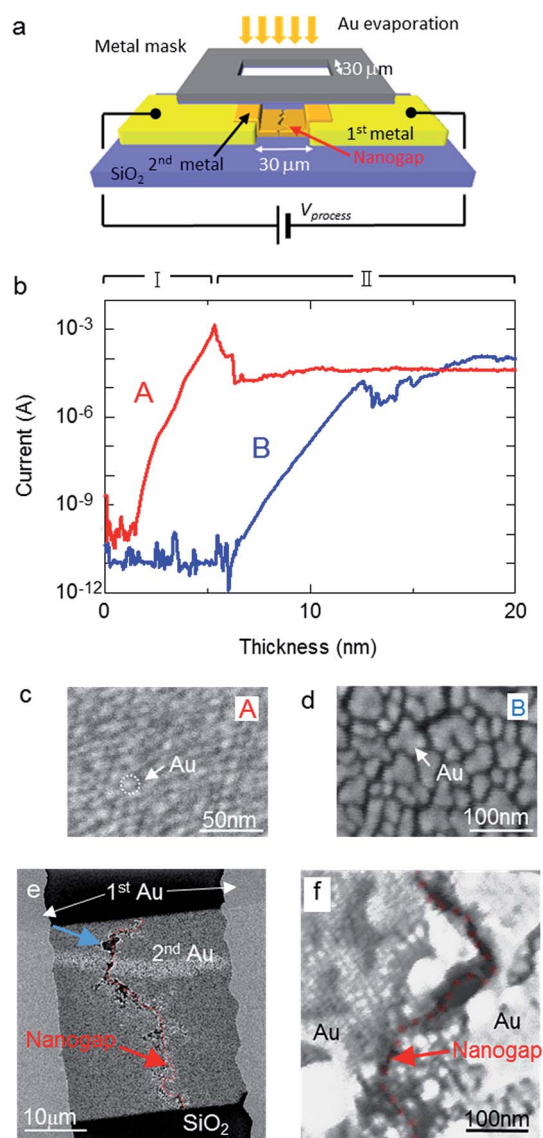 a
Au evaporation
Metal mask
30 μm
1st metal
2nd metal
Nanogap
SiO2
30 μm
Vprocess
b
I
II
10-3
10-6
10-9
10-12
Current (A)
A
B
0
10
20
Thickness (nm)
c
A
Au
50nm
d
B
Au
100nm
e
1st Au
2nd Au
Nanogap
10μm
SiO2
f
Au
Au
Nanogap
100nm